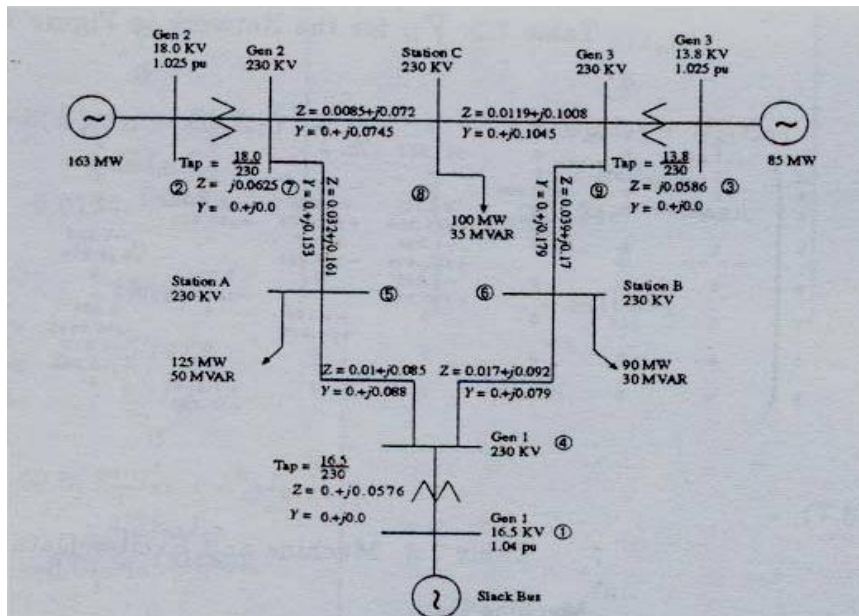 Gen 2
18.0 KV
1.025 pu
Gen 2
230 KV
Station C
230 KV
Gen 3
230 KV
Gen 3
13.8 KV
1.025 pu
Z = 0.0085+j0.072
Y = 0.+j0.0745
Z = 0.0119+j0.1008
Y = 0.+j0.1045
163 MW
85 MW
Tap = 18.0/230
② Z = j0.0625 ⑦
Y = 0.+j0.0
Z = 0.032+j0.161
Y = 0.+j0.153
⑧
100 MW
35 MVAR
Z = 0.039+j0.17
Y = 0.+j0.179
Tap = 13.8/230
⑨ Z = j0.0586 ③
Y = 0.+j0.0
Station A
230 KV
⑤
⑥
Station B
230 KV
125 MW
50 MVAR
90 MW
30 MVAR
Z = 0.01+j0.085
Y = 0.+j0.088
Z = 0.017+j0.092
Y = 0.+j0.079
Gen 1
230 KV
④
Tap = 16.5/230
Z = 0.+j0.0576
Y = 0.+j0.0
Gen 1
16.5 KV ①
1.04 pu
Slack Bus